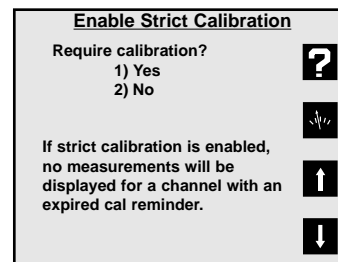 Enable Strict Calibration
Require calibration?
1) Yes
2) No
If strict calibration is enabled,
no measurements will be
displayed for a channel with an
expired cal reminder.
?